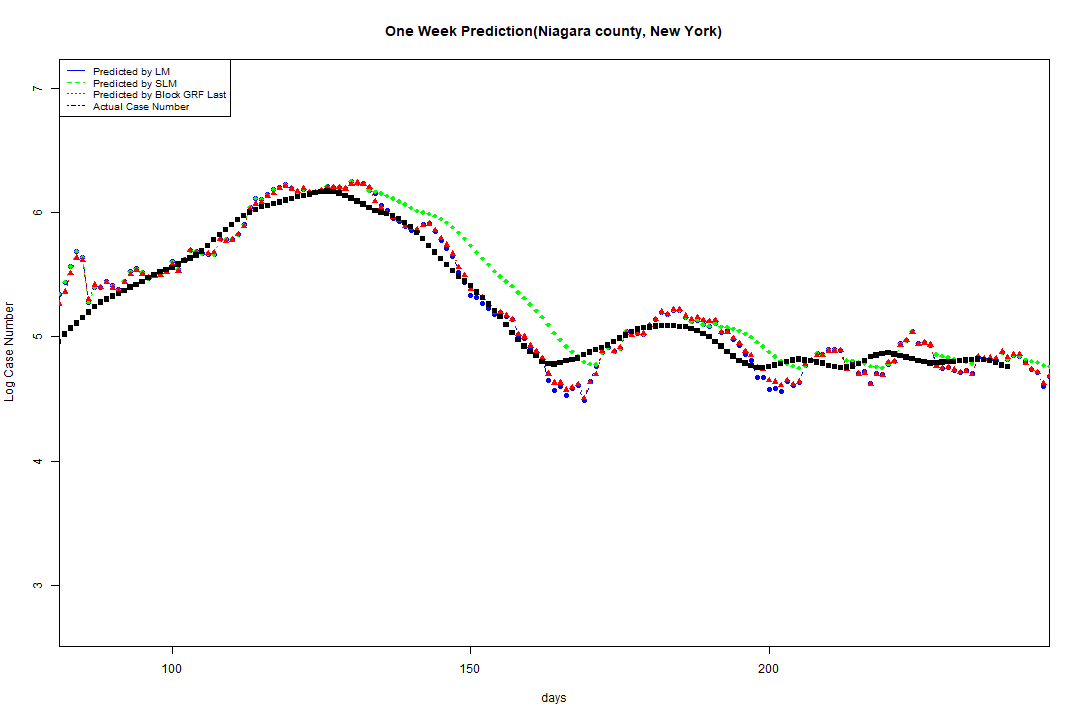 One Week Prediction(Niagara county, New York)
Predicted by LM
Predicted by SLM
Predicted by Block GRF Last
Actual Case Number
7
6
5
4
3
Log Case Number
100
150
200
days